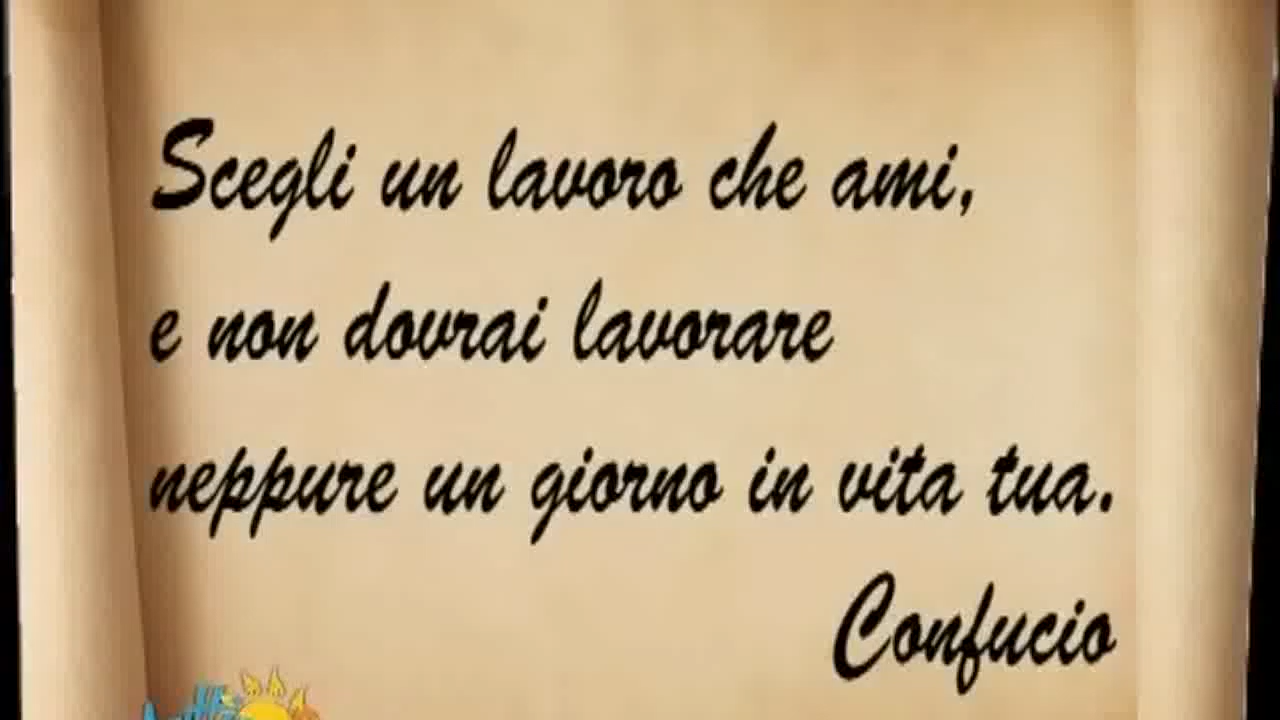 Scegli un lavoro che ami,
e non dovrai lavorare
neppure un giorno in vita tua.
Confucio